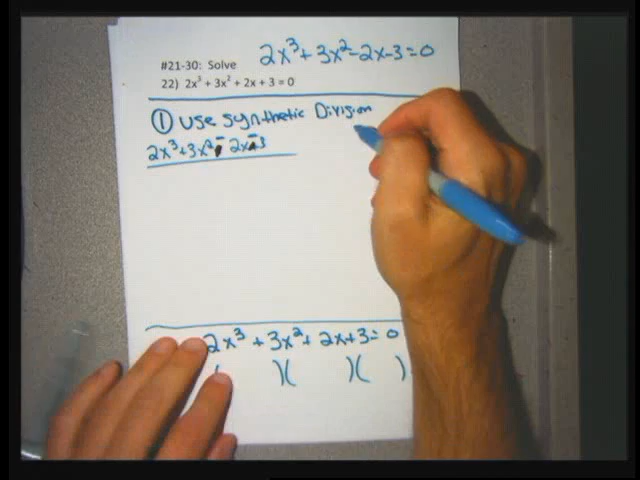 2x³ + 3x² - 2x - 3 = 0
#21-30: Solve
22) 2x³ + 3x² + 2x + 3 = 0
① Use Synthetic Division
2x³+3x² - 2x - 3
2x³ + 3x² + 2x+3 = 0
( )( )( )